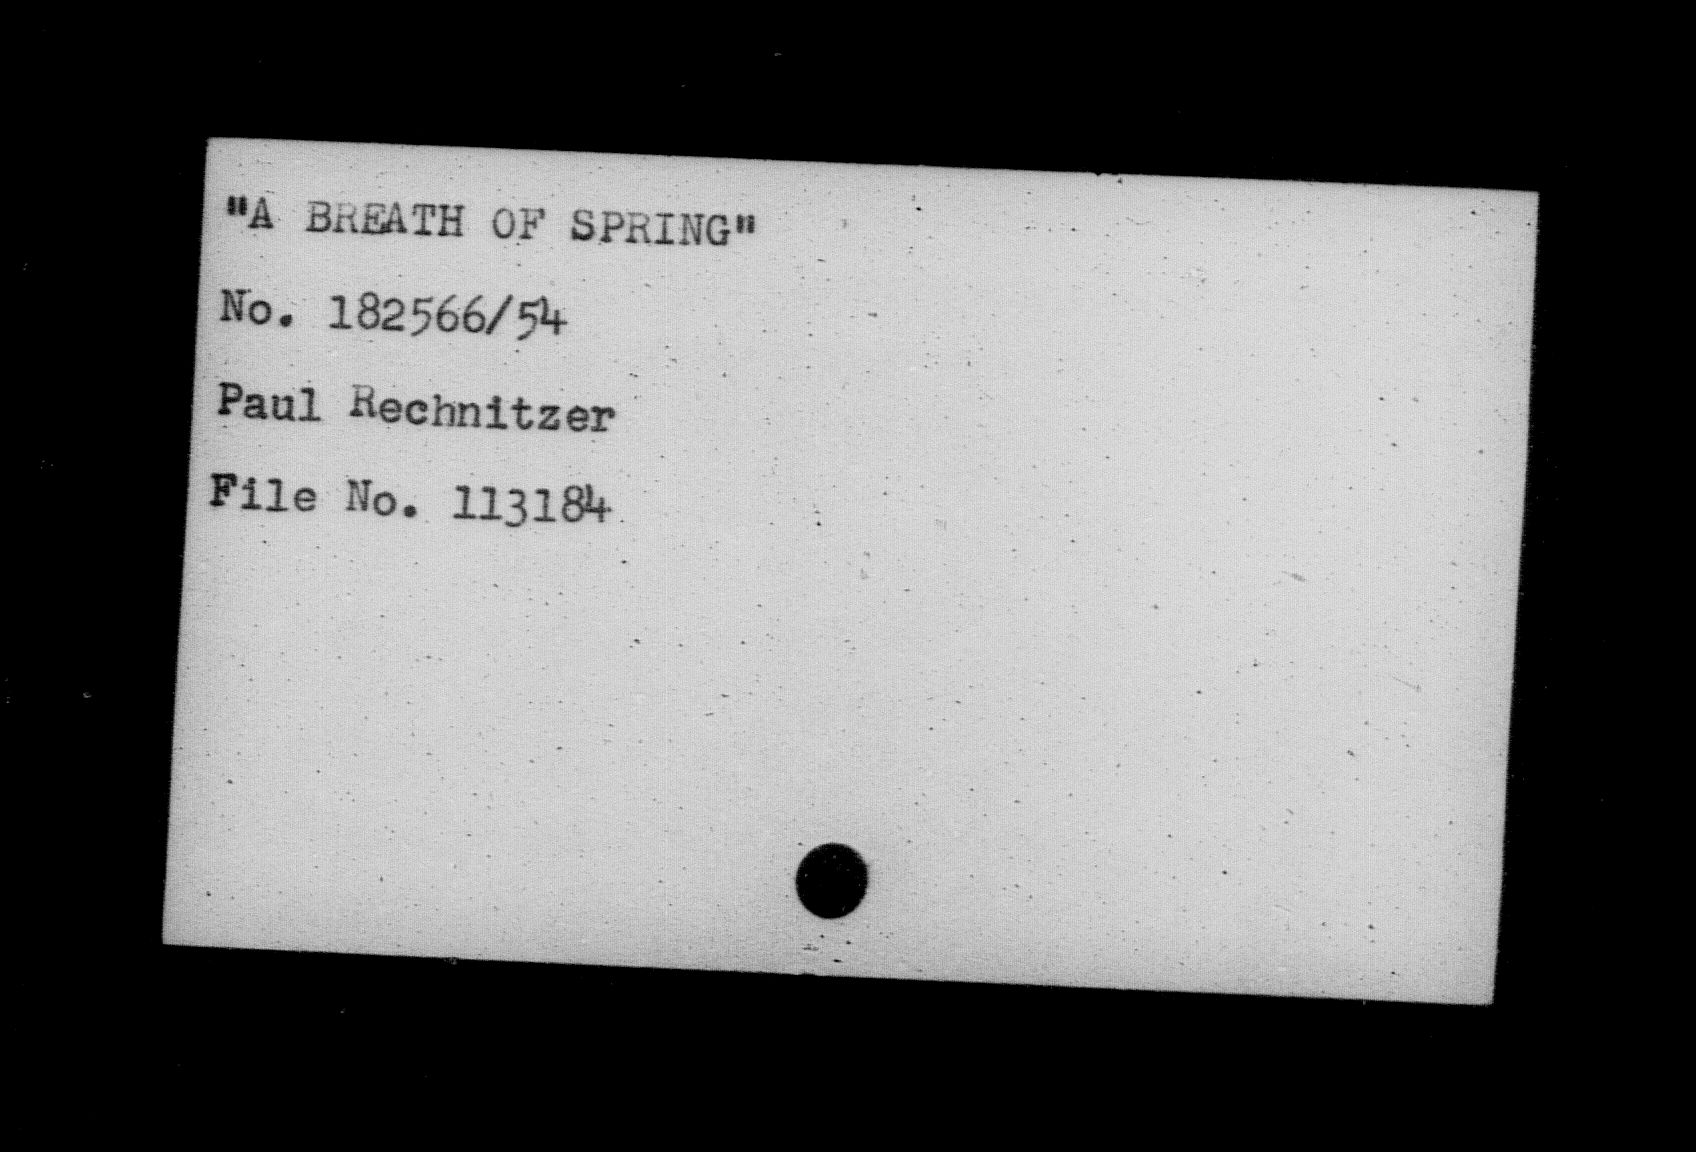 "A BREATH OF SPRING"
No. 182566/54
Paul Rechnitzer
File No. 113184